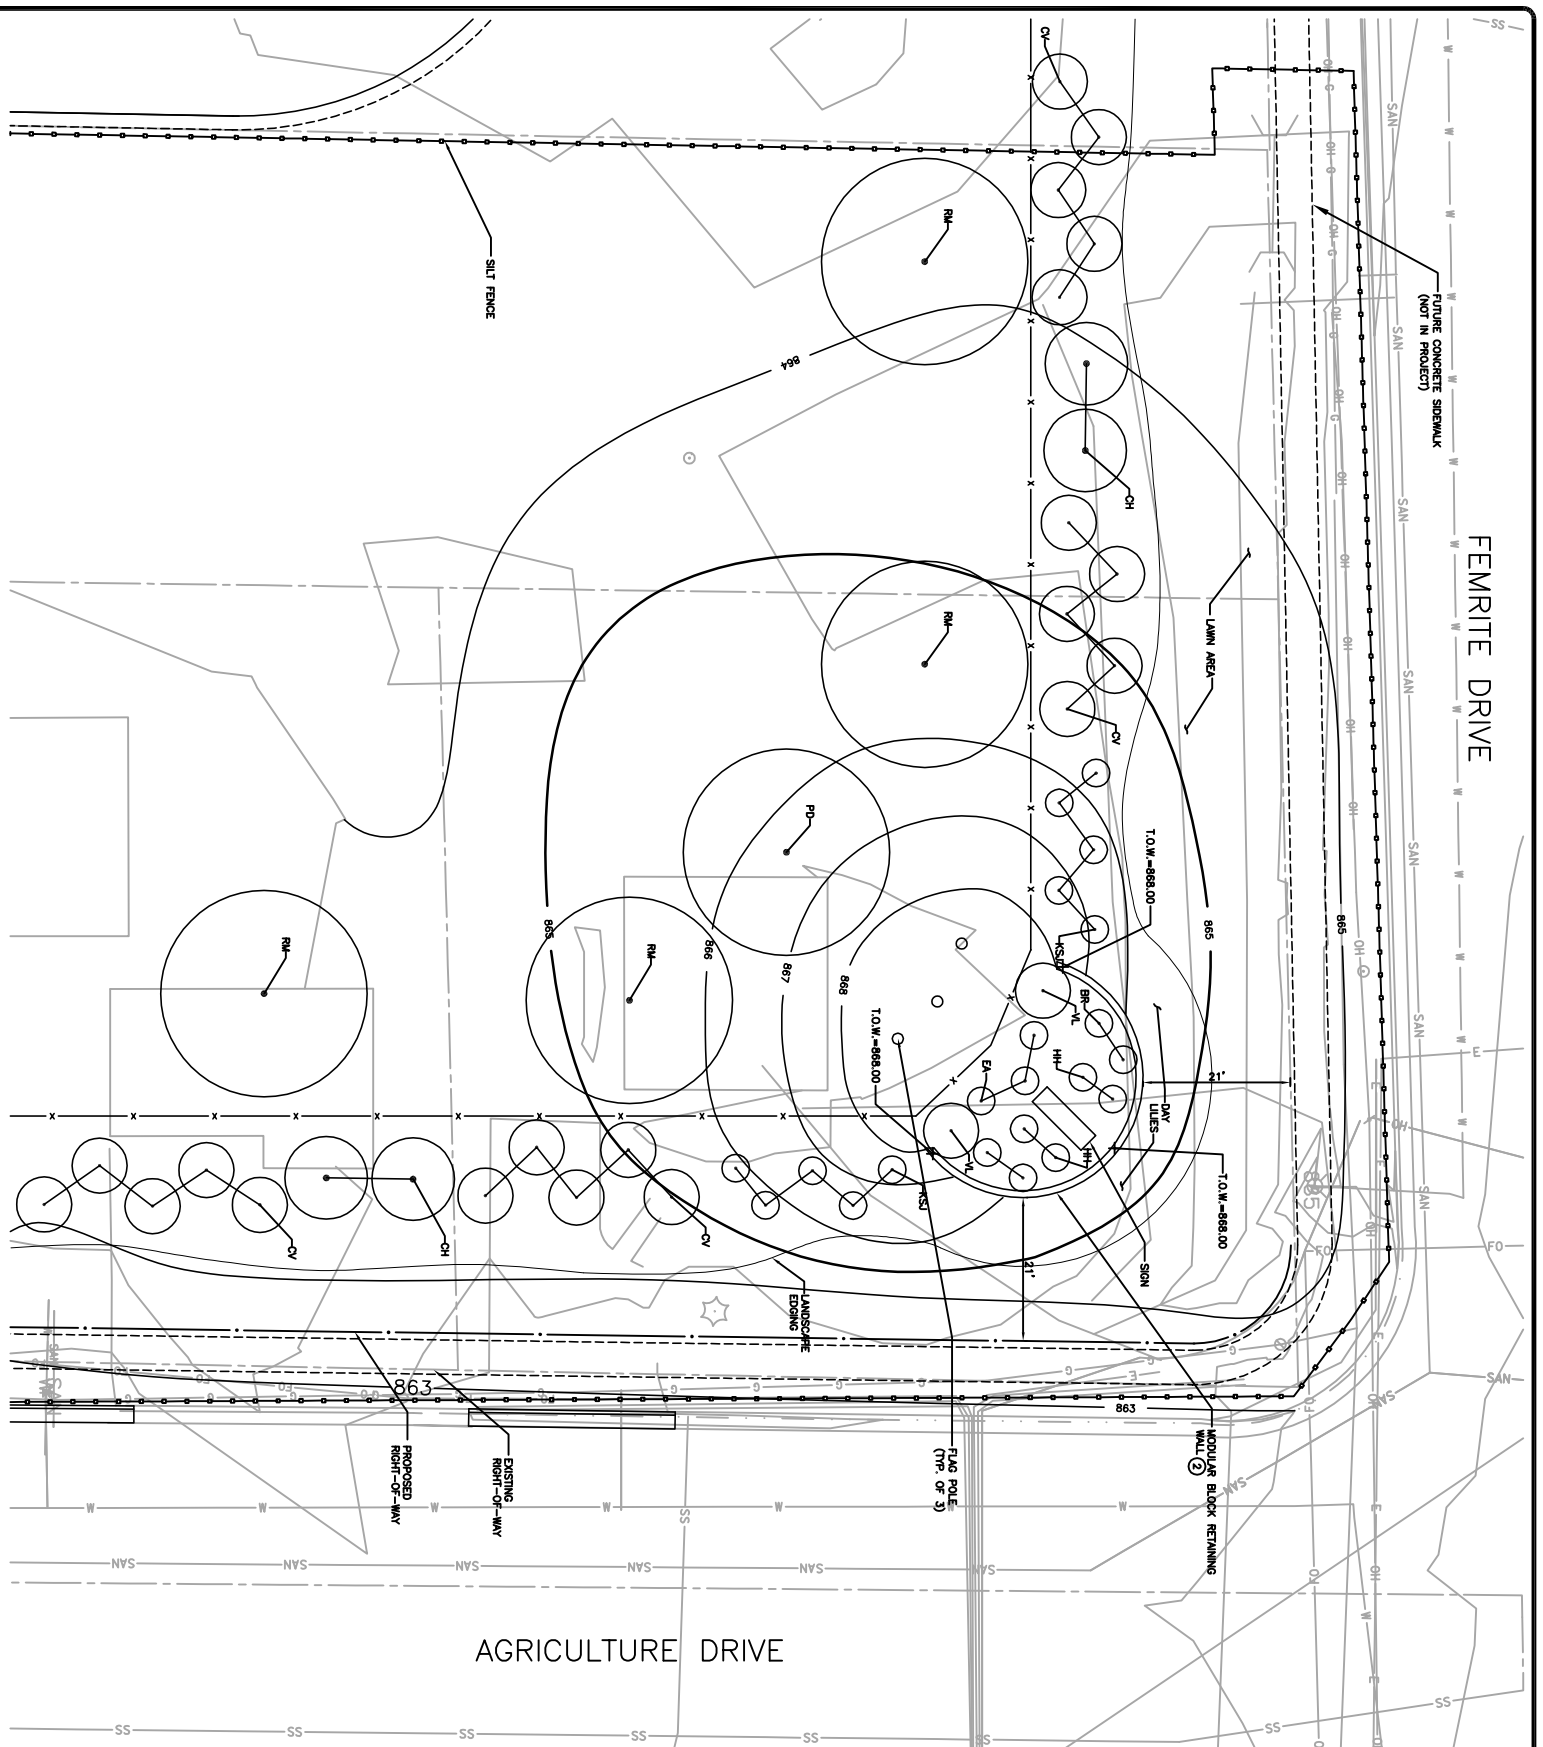 SS
CV
OH G
SAN
W
RM
SILT FENCE
FUTURE CONCRETE SIDEWALK
(NOT IN PROJECT)
864
CH
FEMRITE DRIVE
LAWN AREA
RM
CV
PD
T.O.W.=868.00
865
865
865
866
867
868
RM
RM
KSJ
BR
VL
HH
EA
T.O.W.=868.00
21'
DAY
LILIES
HH
VL
KSJ
T.O.W.=868.00
SIGN
21'
CV
CH
CV
LANDSCAPE
EDGING
E
FO
OH
885
G
863
863
PROPOSED
RIGHT-OF-WAY
EXISTING
RIGHT-OF-WAY
FLAG POLE
(TYP. OF 3)
MODULAR BLOCK RETAINING
WALL 2
W
SAN
AGRICULTURE DRIVE
SS